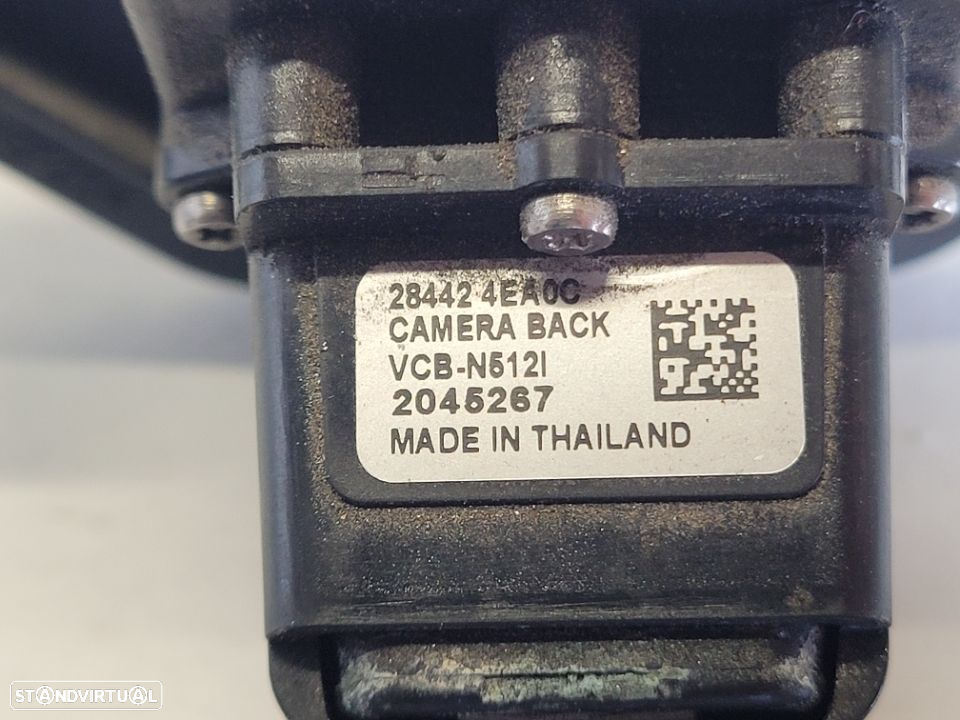 28442 4EA0C
CAMERA BACK
VCB-N512I
2045267
MADE IN THAILAND
STANDVIRTUAL